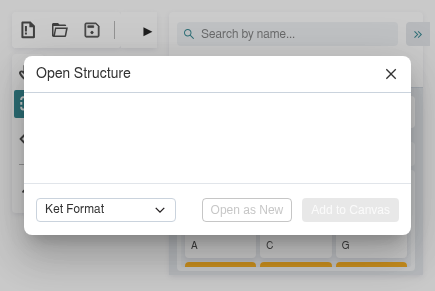 Search by name...
Open Structure
Ket Format
Open as New
Add to Canvas
A
C
G